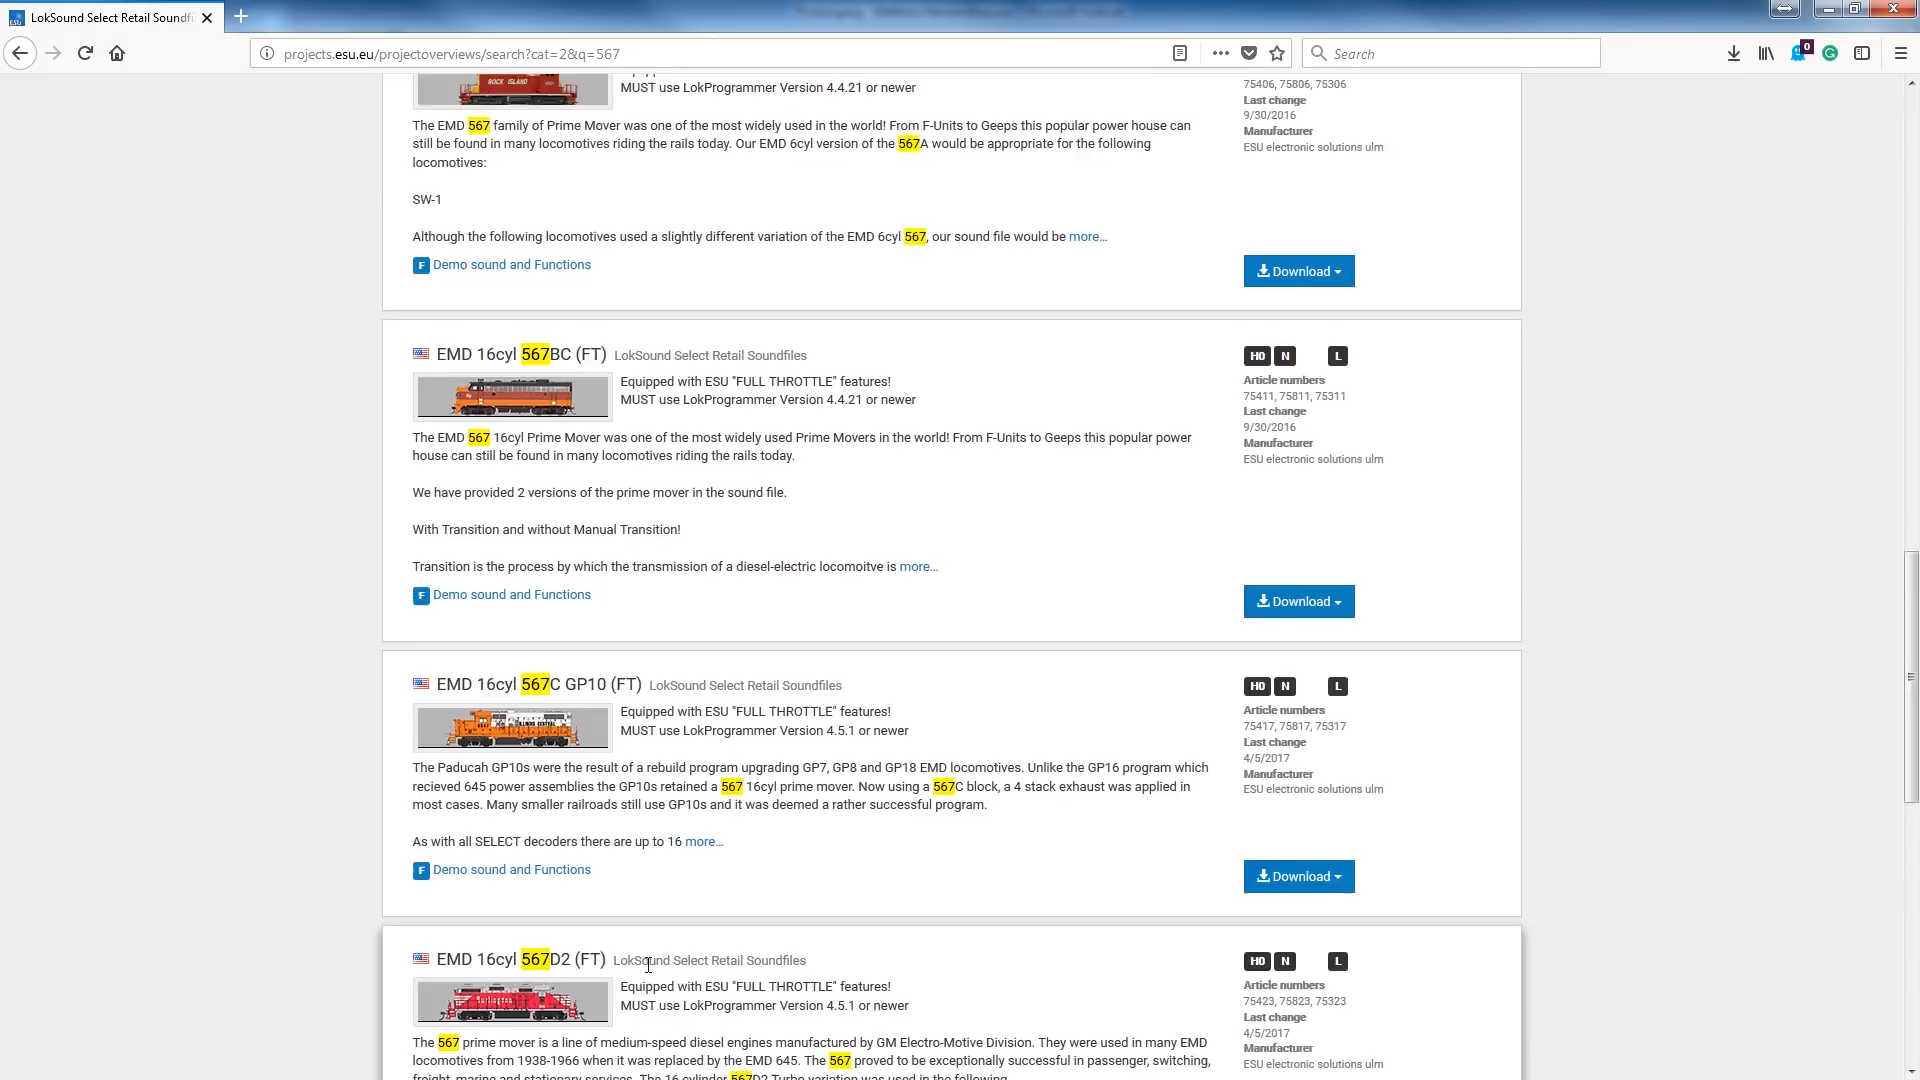 LokSound Select Retail Soundfi
projects.esu.eu/projectoverviews/search?cat=2&q=567
Search
0
ROCK ISLAND
MUST use LokProgrammer Version 4.4.21 or newer
75406, 75806, 75306
Last change
9/30/2016
Manufacturer
ESU electronic solutions ulm
The EMD 567 family of Prime Mover was one of the most widely used in the world! From F-Units to Geeps this popular power house can
still be found in many locomotives riding the rails today. Our EMD 6cyl version of the 567A would be appropriate for the following
locomotives:
SW-1
Although the following locomotives used a slightly different variation of the EMD 6cyl 567, our sound file would be more...
F Demo sound and Functions
Download
EMD 16cyl 567BC (FT) LokSound Select Retail Soundfiles
Equipped with ESU "FULL THROTTLE" features!
MUST use LokProgrammer Version 4.4.21 or newer
H0 N L
Article numbers
75411, 75811, 75311
Last change
9/30/2016
Manufacturer
ESU electronic solutions ulm
The EMD 567 16cyl Prime Mover was one of the most widely used Prime Movers in the world! From F-Units to Geeps this popular power
house can still be found in many locomotives riding the rails today.
We have provided 2 versions of the prime mover in the sound file.
With Transition and without Manual Transition!
Transition is the process by which the transmission of a diesel-electric locomoitve is more...
F Demo sound and Functions
Download
EMD 16cyl 567C GP10 (FT) LokSound Select Retail Soundfiles
Equipped with ESU "FULL THROTTLE" features!
MUST use LokProgrammer Version 4.5.1 or newer
H0 N L
Article numbers
75417, 75817, 75317
Last change
4/5/2017
Manufacturer
ESU electronic solutions ulm
The Paducah GP10s were the result of a rebuild program upgrading GP7, GP8 and GP18 EMD locomotives. Unlike the GP16 program which
recieved 645 power assemblies the GP10s retained a 567 16cyl prime mover. Now using a 567C block, a 4 stack exhaust was applied in
most cases. Many smaller railroads still use GP10s and it was deemed a rather successful program.
As with all SELECT decoders there are up to 16 more...
F Demo sound and Functions
Download
EMD 16cyl 567D2 (FT) LokSound Select Retail Soundfiles
Equipped with ESU "FULL THROTTLE" features!
MUST use LokProgrammer Version 4.5.1 or newer
H0 N L
Article numbers
75423, 75823, 75323
Last change
4/5/2017
Manufacturer
ESU electronic solutions ulm
The 567 prime mover is a line of medium-speed diesel engines manufactured by GM Electro-Motive Division. They were used in many EMD
locomotives from 1938-1966 when it was replaced by the EMD 645. The 567 proved to be exceptionally successful in passenger, switching,
freight, marine and stationary services. The 16 cylinder 567D2 Turbo variation was used in the following